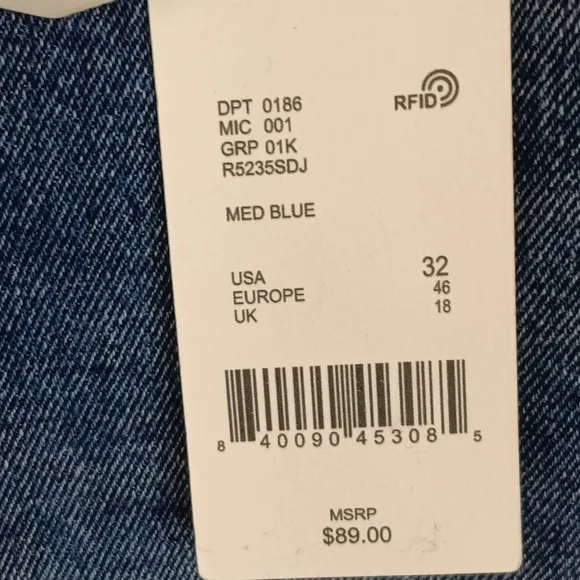 RFID
DPT 0186
MIC 001
GRP 01K
R5235SDJ
MED BLUE
USA 32
EUROPE 46
UK 18
8 40090 45308 5
MSRP
$89.00